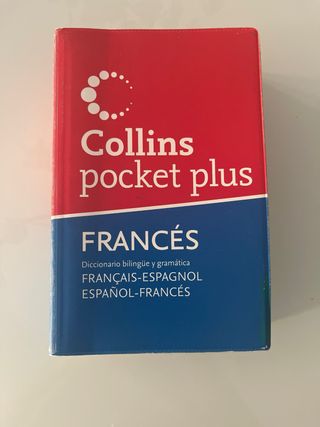 Collins
pocket plus
FRANCÉS
Diccionario bilingüe y gramática
FRANÇAIS-ESPAGNOL
ESPAÑOL-FRANCÉS